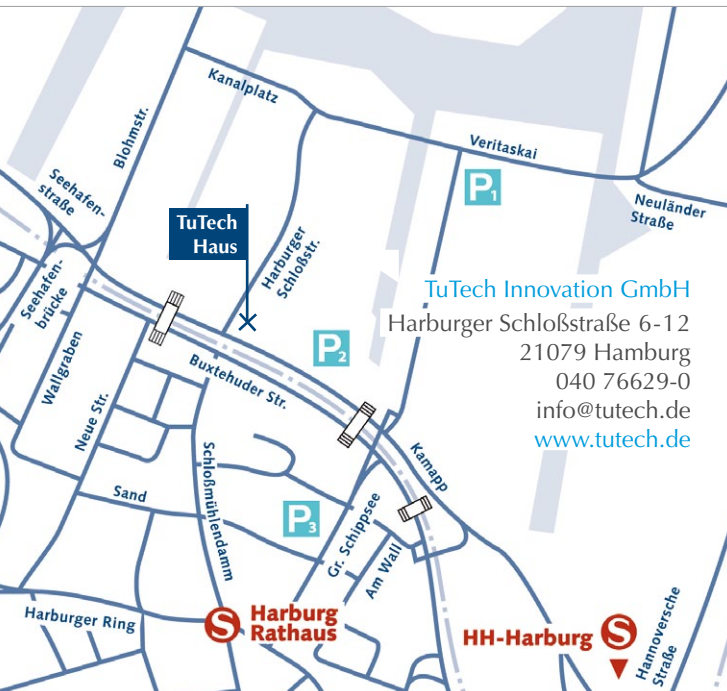 Kanalplatz
Blohmstr.
Veritaskai
P1
Seehafen-
straße
Neuländer
Straße
TuTech
Haus
Harburger
Schloßstr.
Seehafen-
brücke
TuTech Innovation GmbH
Harburger Schloßstraße 6-12
21079 Hamburg
040 76629-0
info@tutech.de
www.tutech.de
P2
Wallgraben
Buxtehuder Str.
Neue Str.
Kamapp
Schloßmühlendamm
Sand
P3
Gr. Schippsee
Am Wall
Harburger Ring
S
Harburg
Rathaus
HH-Harburg
S
Hannoversche
Straße